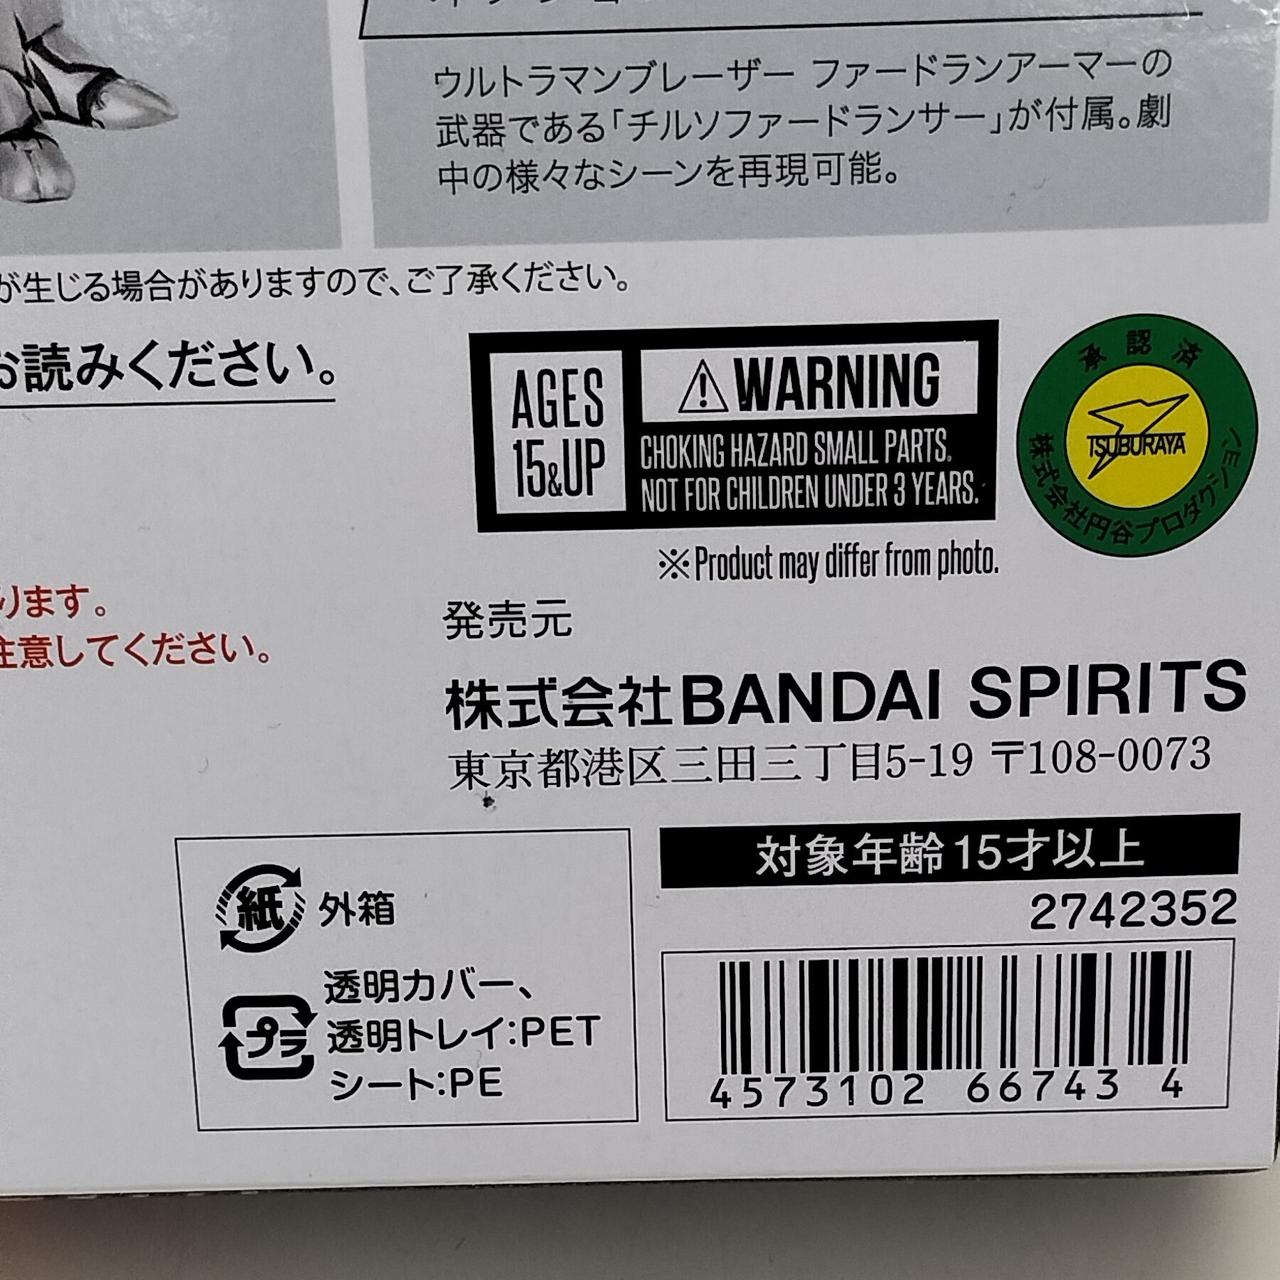 ウルトラマンブレーザー ファードランアーマーの
武器である「チルソファードランサー」が付属。劇
中の様々なシーンを再現可能。
が生じる場合がありますので、ご了承ください。
お読みください。
AGES
15&UP
⚠WARNING
CHOKING HAZARD SMALL PARTS.
NOT FOR CHILDREN UNDER 3 YEARS.
承認済
TSUBURAYA
株式会社円谷プロダクション
※Product may differ from photo.
ります。
注意してください。
発売元
株式会社BANDAI SPIRITS
東京都港区三田三丁目5-19 〒108-0073
紙 外箱
プラ
透明カバー、
透明トレイ:PET
シート:PE
対象年齢15才以上
2742352
4573102 66743 4